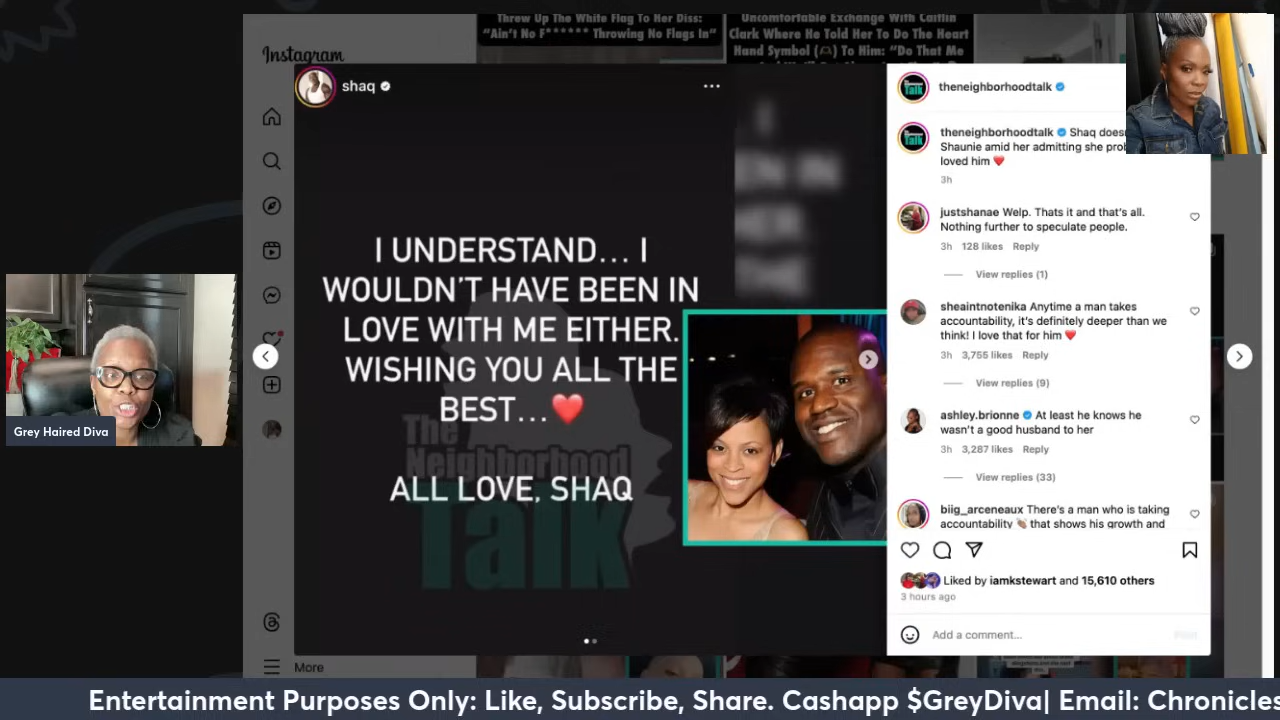 Threw Up The White Flag To Her Diss:
"Ain't No F****** Throwing No Flags In"
Uncomfortable Exchange With Caitlin
Clark Where He Told Her To Do The Heart
Hand Symbol (🫶🏾) To Him: "Do That Me
Instagram
shaq
I UNDERSTAND... I
WOULDN'T HAVE BEEN IN
LOVE WITH ME EITHER.
WISHING YOU ALL THE
BEST...❤️
ALL LOVE, SHAQ
The
Neighborhood
Talk
EN IN
theneighborhoodtalk
theneighborhoodtalk Shaq
Shaunie amid her admitting she
loved him ❤️
3h
justshanae Welp. Thats it and that's all.
Nothing further to speculate people.
3h 128 likes Reply
View replies (1)
sheaintnotenika Anytime a man takes
accountability, it's definitely deeper than we
think! I love that for him ❤️
3h 3,755 likes Reply
View replies (9)
ashley.brionne At least he knows he
wasn't a good husband to her
3h 3,287 likes Reply
View replies (33)
biig_arceneaux There's a man who is taking
accountability 👏🏽 that shows his growth and
Liked by iamkstewart and 15,610 others
3 hours ago
Add a comment...
Post
More
Grey Haired Diva
Entertainment Purposes Only: Like, Subscribe, Share. Cashapp $GreyDiva| Email: Chronicles